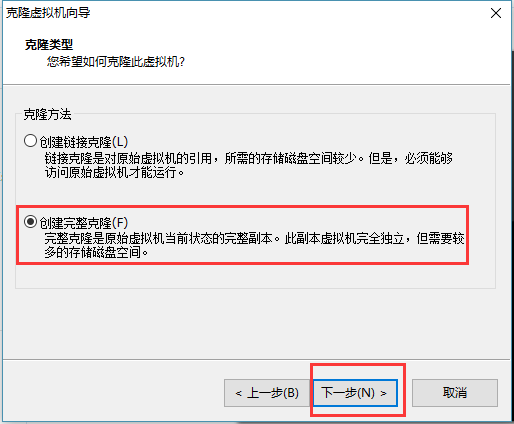 克隆虚拟机向导
克隆类型
您希望如何克隆此虚拟机?
克隆方法
创建链接克隆(L)
链接克隆是对原始虚拟机的引用，所需的存储磁盘空间较少。但是，必须能够
访问原始虚拟机才能运行。
创建完整克隆(F)
完整克隆是原始虚拟机当前状态的完整副本。此副本虚拟机完全独立，但需要较
多的存储磁盘空间。
< 上一步(B) 下一步(N) > 取消